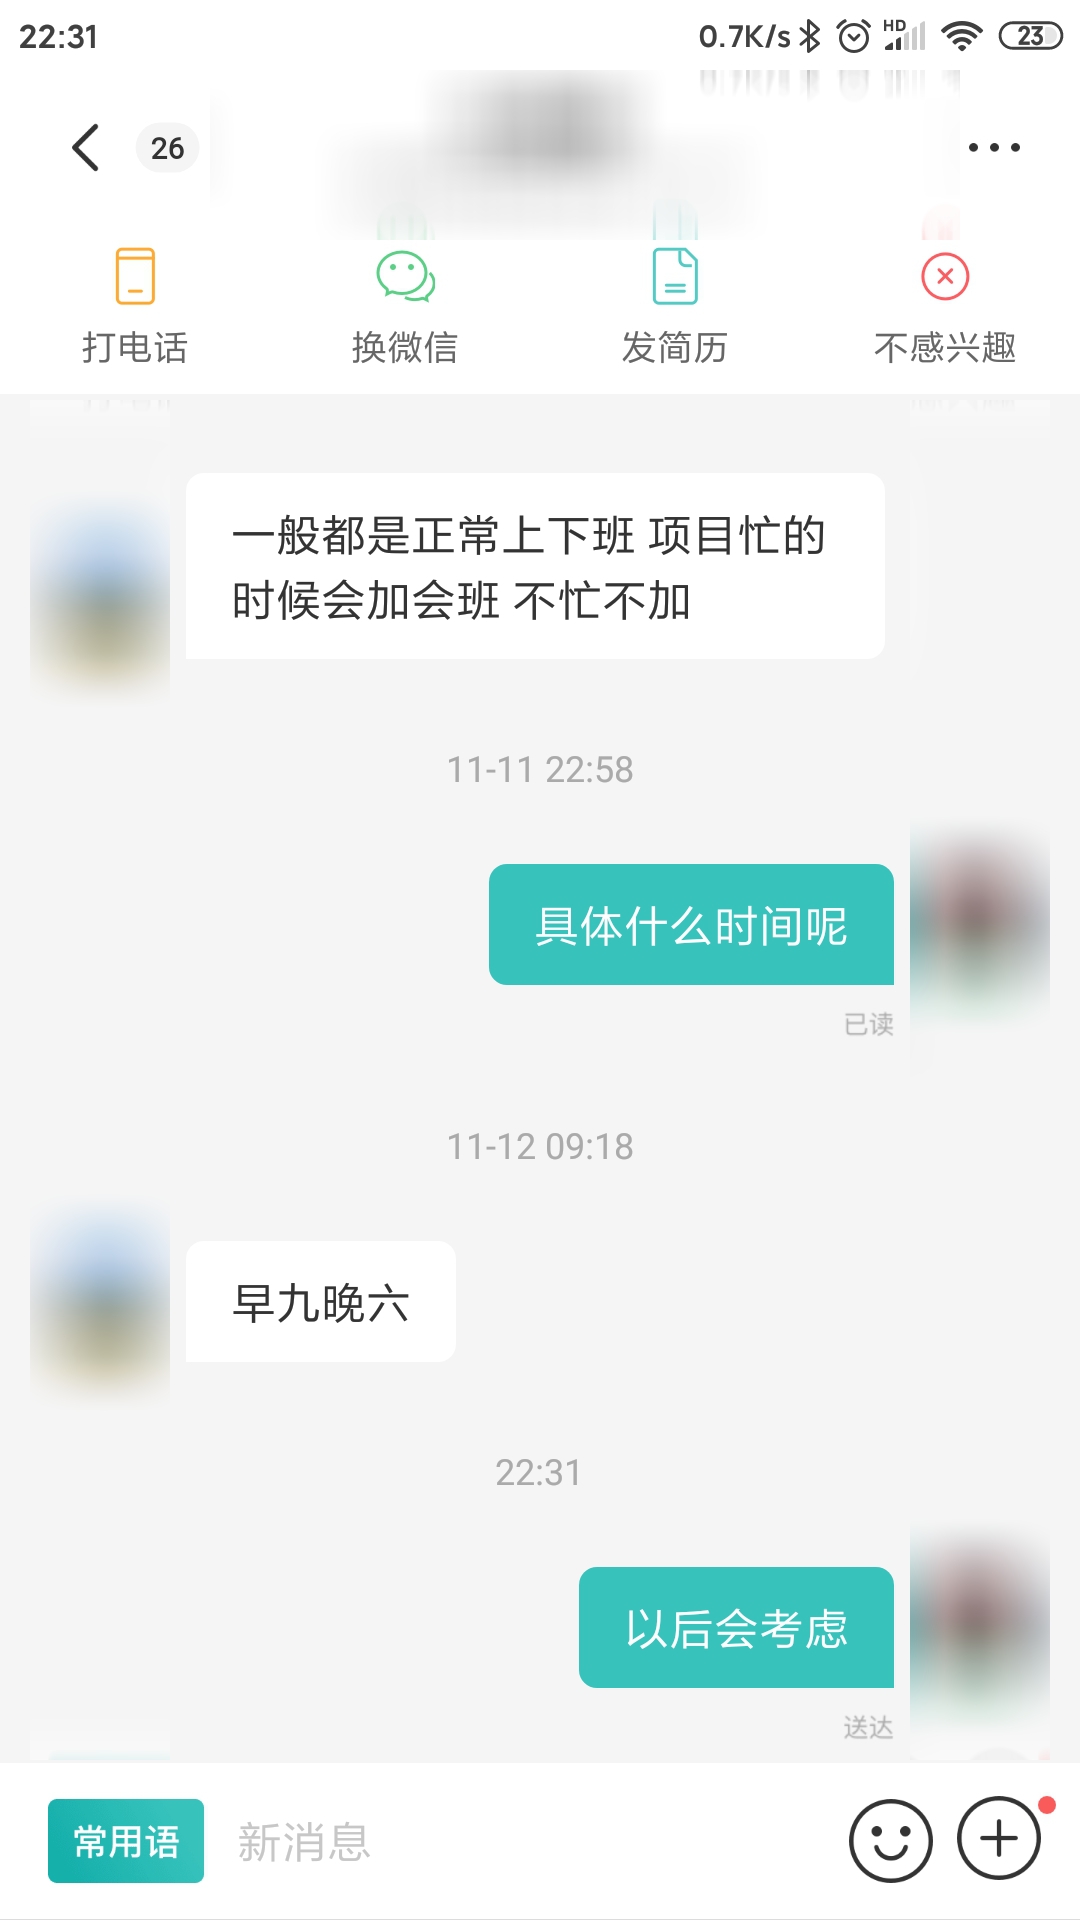 22:31
0.7K/s HD 23
26
打电话 换微信 发简历 不感兴趣
一般都是正常上下班 项目忙的
时候会加会班 不忙不加
11-11 22:58
具体什么时间呢
已读
11-12 09:18
早九晚六
22:31
以后会考虑
送达
常用语 新消息